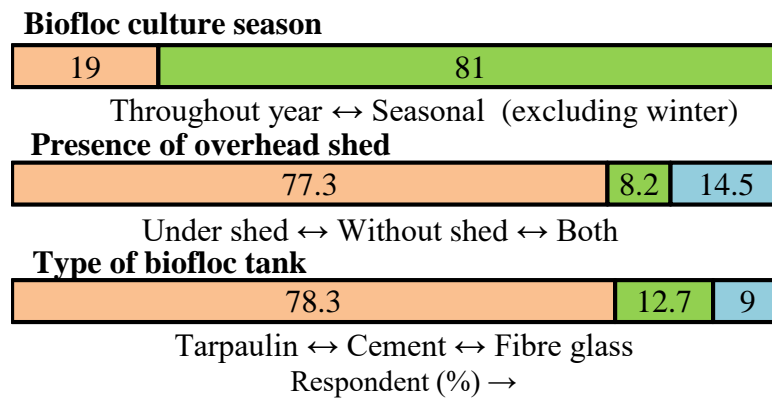 Biofloc culture season
19 81
Throughout year ↔ Seasonal (excluding winter)
Presence of overhead shed
77.3 8.2 14.5
Under shed ↔ Without shed ↔ Both
Type of biofloc tank
78.3 12.7 9
Tarpaulin ↔ Cement ↔ Fibre glass
Respondent (%) →